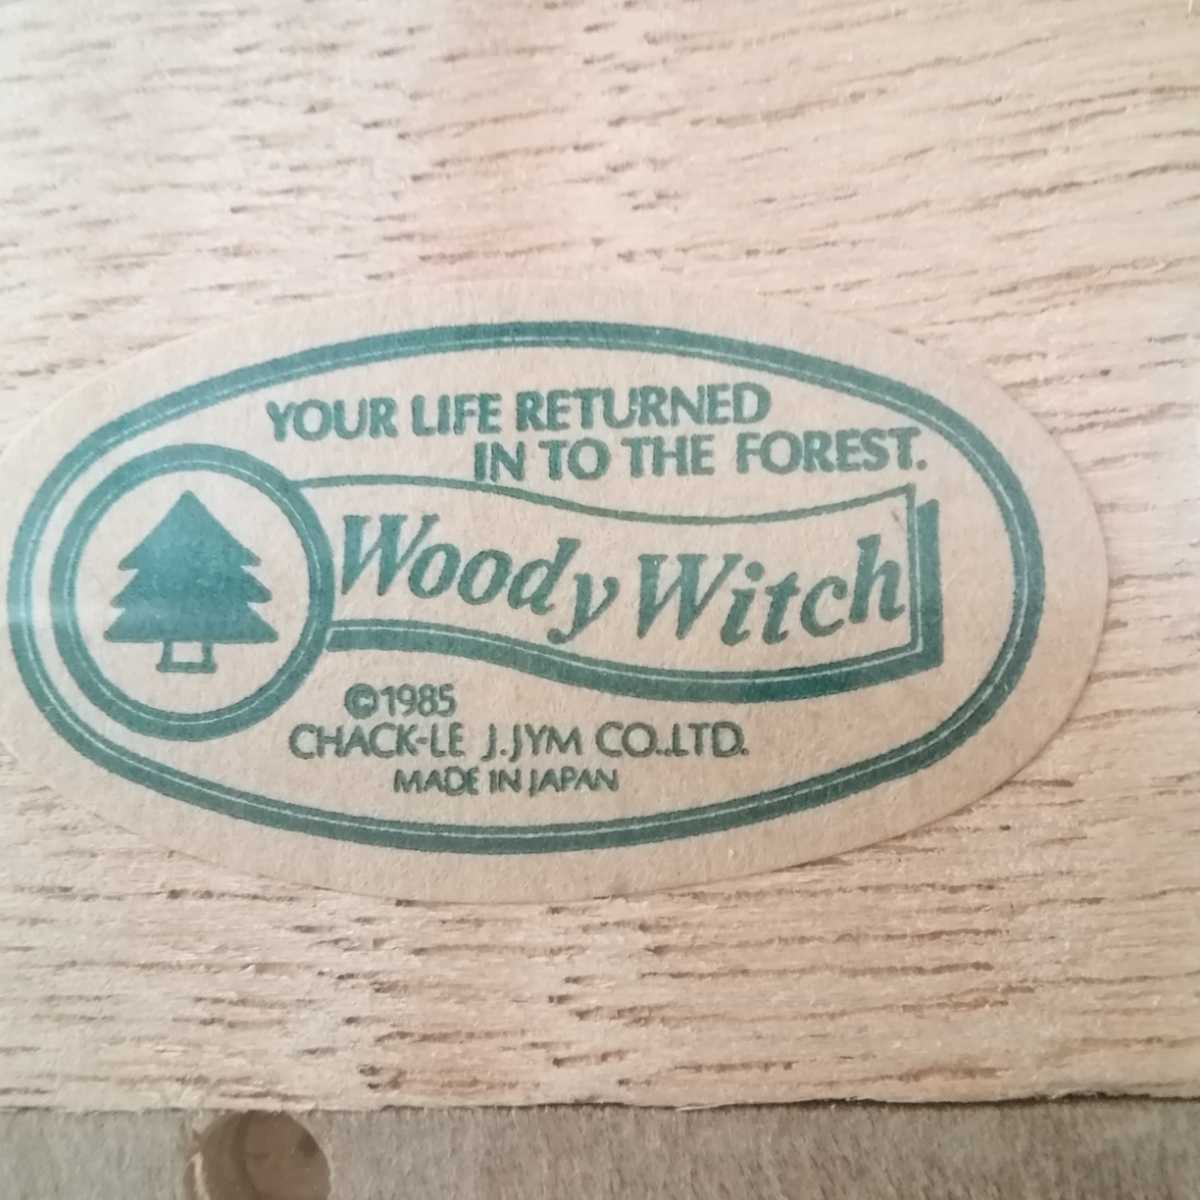 YOUR LIFE RETURNED
IN TO THE FOREST.
Woody Witch
©1985
CHACK-LE J.JYM CO.,LTD.
MADE IN JAPAN